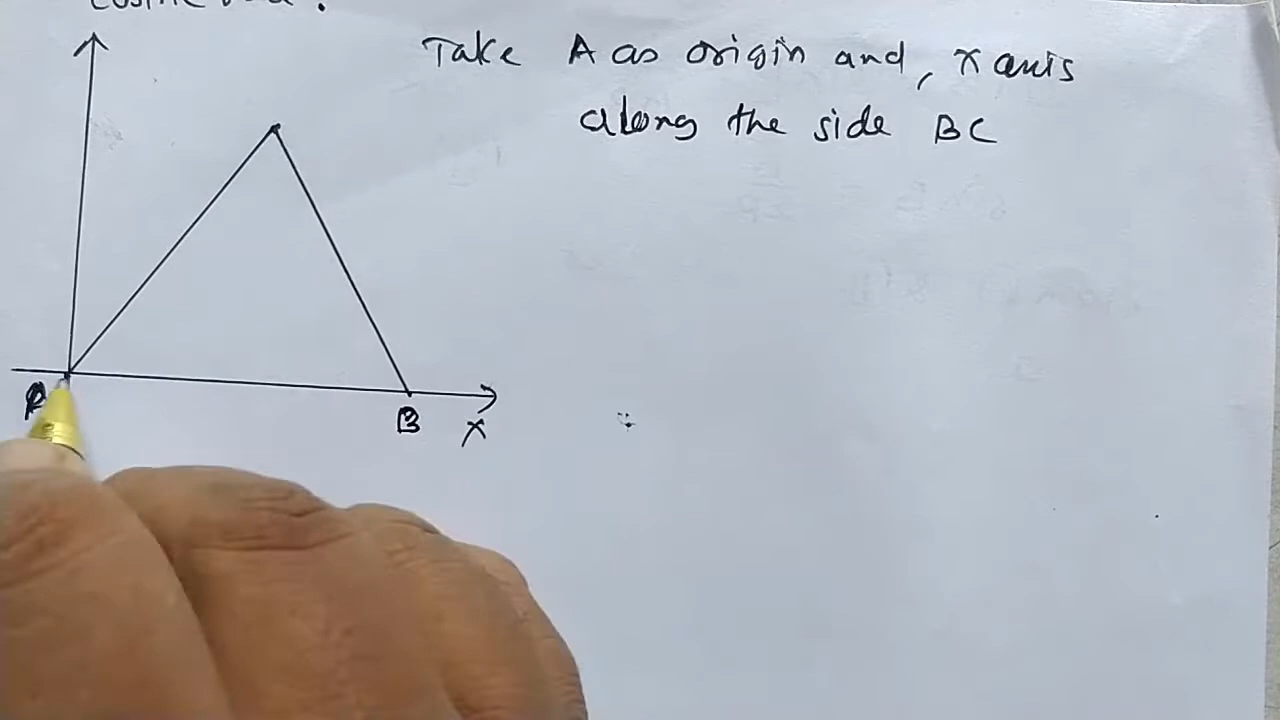 Take A as origin and, X axis
along the side BC
A
B
X